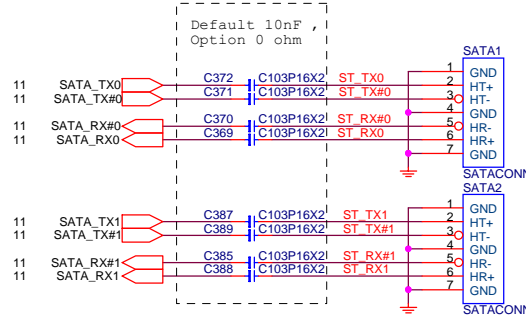 Default 10nF ,
Option 0 ohm
SATA1
11 SATA_TX0 C372 C103P16X2 ST_TX0 1 GND
11 SATA_TX#0 C371 C103P16X2 ST_TX#0 2 HT+
3 HT-
4 GND
11 SATA_RX#0 C370 C103P16X2 ST_RX#0 5 HR-
11 SATA_RX0 C369 C103P16X2 ST_RX0 6 HR+
7 GND
SATACONN
SATA2
1 GND
11 SATA_TX1 C387 C103P16X2 ST_TX1 2 HT+
11 SATA_TX#1 C389 C103P16X2 ST_TX#1 3 HT-
4 GND
11 SATA_RX#1 C385 C103P16X2 ST_RX#1 5 HR-
11 SATA_RX1 C388 C103P16X2 ST_RX1 6 HR+
7 GND
SATACONN